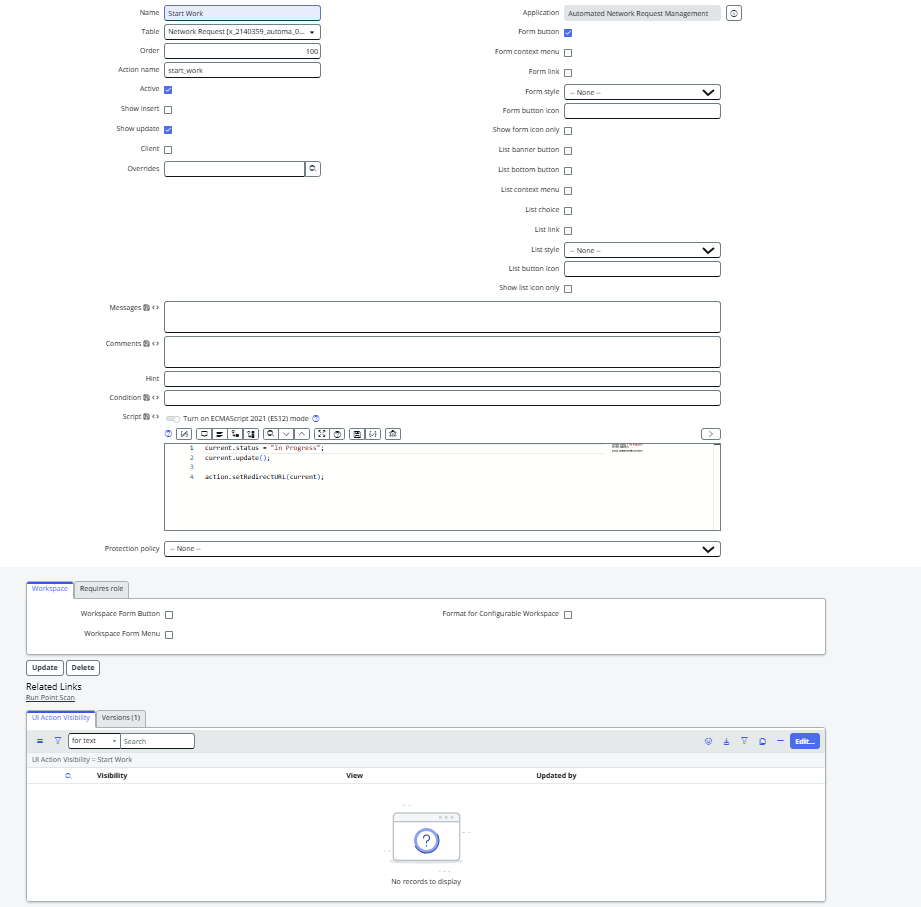 Name Start Work
Application Automated Network Request Management
Table Network Request [x_2140359_automa_0...
Form button
Order 100
Form context menu
Action name start_work
Form link
Active
Form style -- None --
Show insert
Form button icon
Show update
Show form icon only
Client
List banner button
Overrides
List bottom button
List context menu
List choice
List link
List style -- None --
List button icon
Show list icon only
Messages
Comments
Hint
Condition
Script Turn on ECMAScript 2021 (ES12) mode
1 current.status = "In Progress";
2 current.update();
3
4 action.setRedirectURL(current);
Protection policy -- None --
Workspace Requires role
Workspace Form Button
Format for Configurable Workspace
Workspace Form Menu
Update Delete
Related Links
Run Point Scan
UI Action Visibility Versions (1)
for text Search Edit...
UI Action Visibility = Start Work
Visibility View Updated by
No records to display